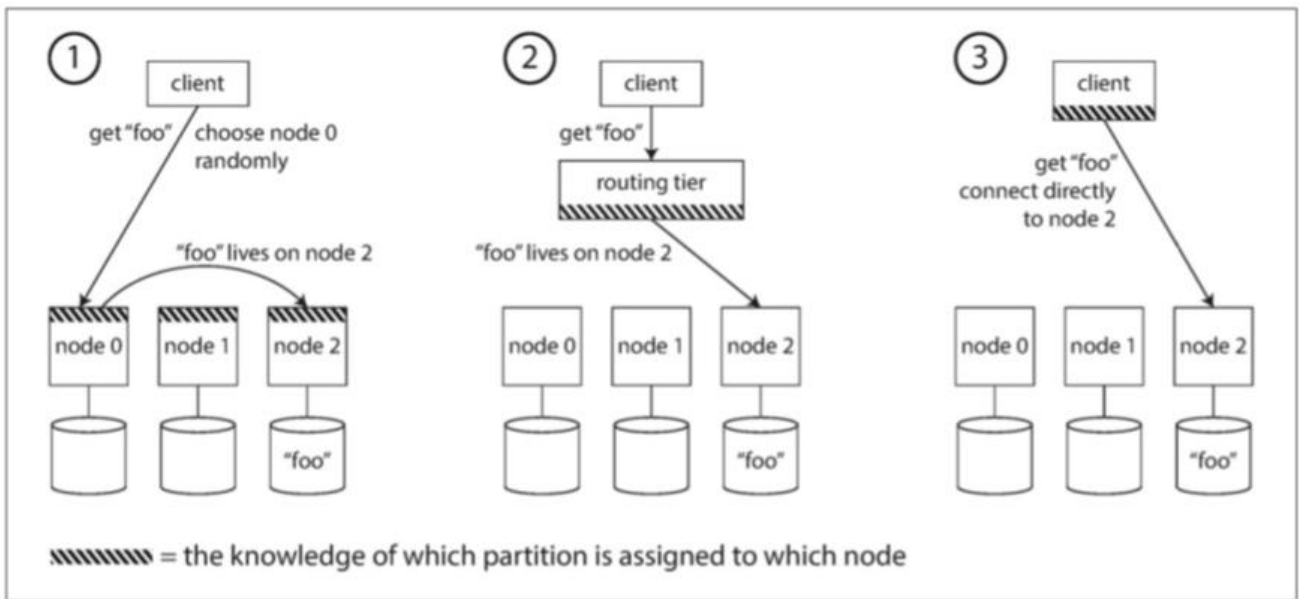 1
client
get "foo"
choose node 0
randomly
"foo" lives on node 2
node 0
node 1
node 2
"foo"
2
client
get "foo"
routing tier
"foo" lives on node 2
node 0
node 1
node 2
"foo"
3
client
get "foo"
connect directly
to node 2
node 0
node 1
node 2
"foo"
= the knowledge of which partition is assigned to which node